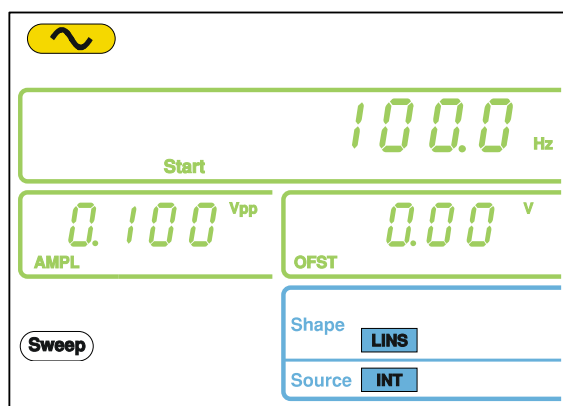 100.0 Hz
Start
0.100 Vpp
0.00 V
AMPL
OFST
Shape LINS
Sweep
Source INT